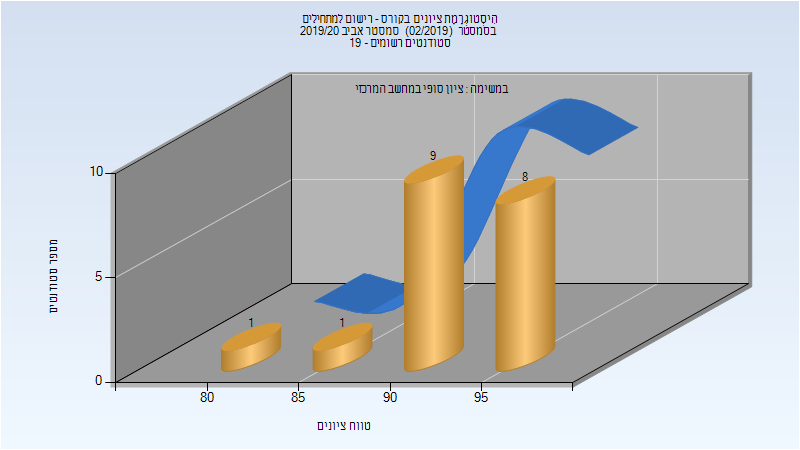 היסטוגרמת ציונים בקורס - רישום למתחילים
בסמסטר (02/2019) סמסטר אביב 2019/20
סטודנטים רשומים - 19
במשימה : ציון סופי במחשב המרכזי
מספר סטודנטים
10
5
0
1
1
9
8
80
85
90
95
טווח ציונים